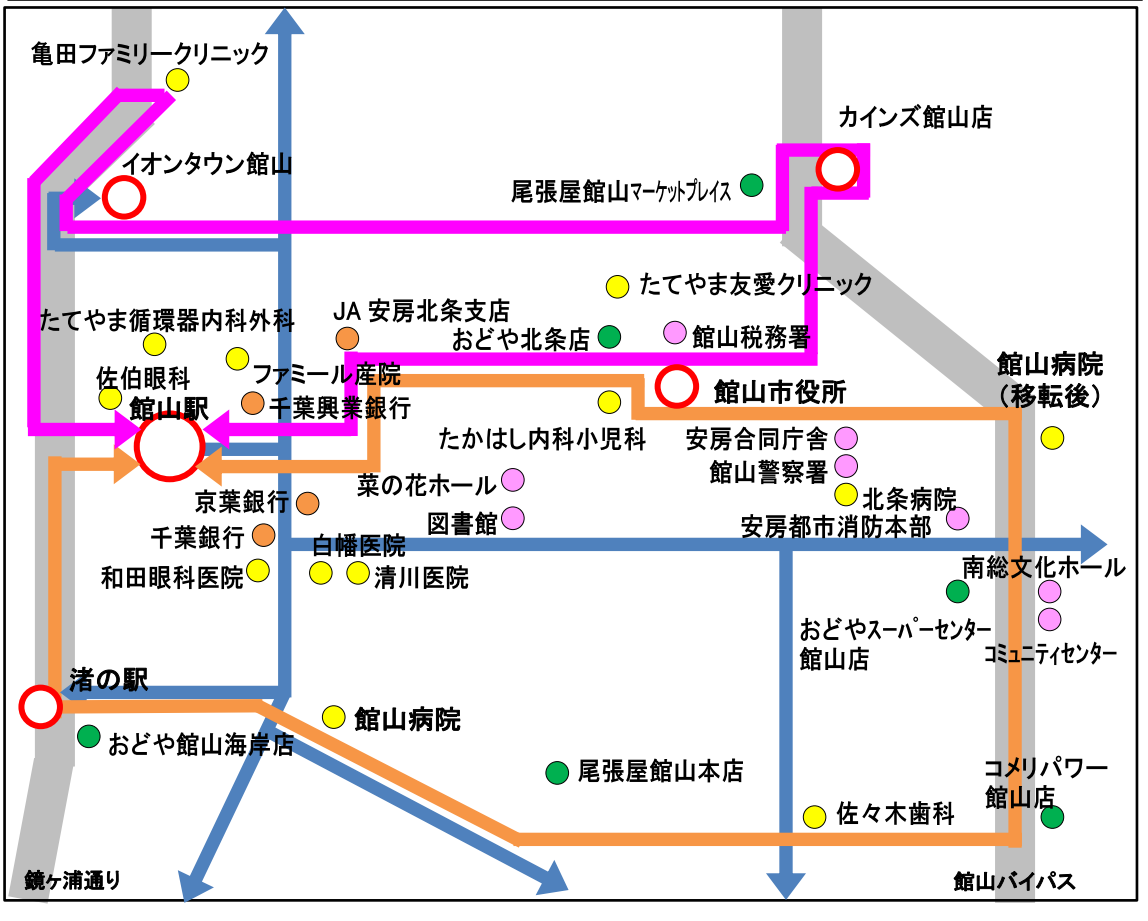 亀田ファミリークリニック
カインズ館山店
イオンタウン館山
尾張屋館山マーケットプレイス
たてやま友愛クリニック
JA 安房北条支店
たてやま循環器内科外科
おどや北条店
館山税務署
館山病院
（移転後）
佐伯眼科
ファミール産院
館山市役所
館山駅
千葉興業銀行
たかはし内科小児科
安房合同庁舎
館山警察署
菜の花ホール
京葉銀行
北条病院
図書館
安房都市消防本部
千葉銀行
白幡医院
和田眼科医院
清川医院
南総文化ホール
おどやスーパーセンター
館山店
コミュニティセンター
渚の駅
館山病院
おどや館山海岸店
尾張屋館山本店
コメリパワー
館山店
佐々木歯科
鏡ヶ浦通り
館山バイパス